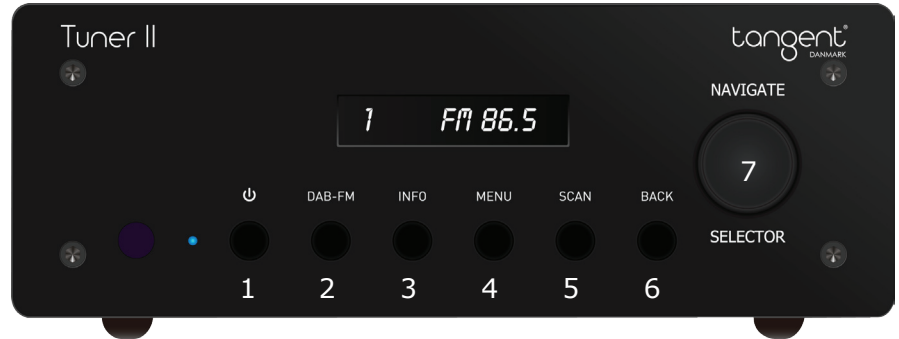 Tuner II
tangent®
DANMARK
NAVIGATE
1 FM 86.5
7
DAB-FM INFO MENU SCAN BACK
SELECTOR
1 2 3 4 5 6